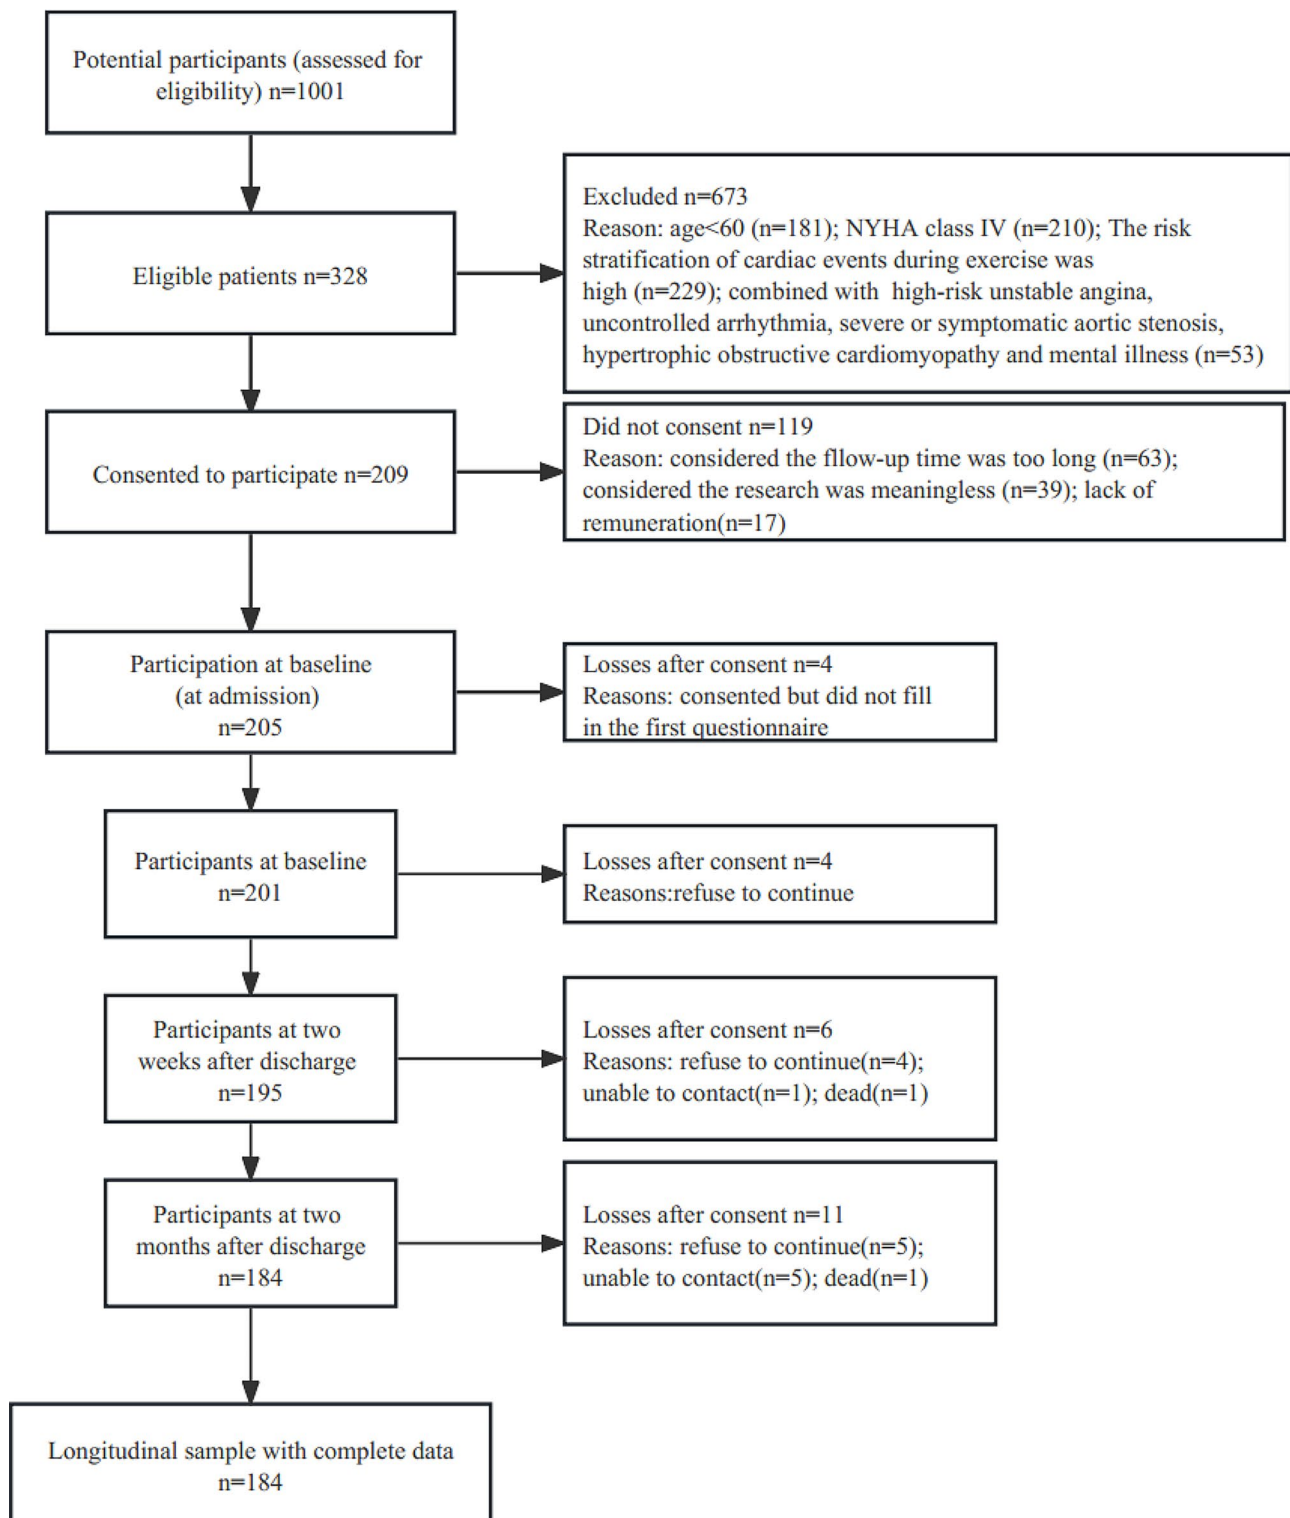 Potential participants (assessed for
eligibility) n=1001
Excluded n=673
Reason: age<60 (n=181); NYHA class IV (n=210); The risk
stratification of cardiac events during exercise was
high (n=229); combined with high-risk unstable angina,
uncontrolled arrhythmia, severe or symptomatic aortic stenosis,
hypertrophic obstructive cardiomyopathy and mental illness (n=53)
Eligible patients n=328
Did not consent n=119
Reason: considered the fllow-up time was too long (n=63);
considered the research was meaningless (n=39); lack of
remuneration(n=17)
Consented to participate n=209
Participation at baseline
(at admission)
n=205
Losses after consent n=4
Reasons: consented but did not fill
in the first questionnaire
Participants at baseline
n=201
Losses after consent n=4
Reasons:refuse to continue
Participants at two
weeks after discharge
n=195
Losses after consent n=6
Reasons: refuse to continue(n=4);
unable to contact(n=1); dead(n=1)
Participants at two
months after discharge
n=184
Losses after consent n=11
Reasons: refuse to continue(n=5);
unable to contact(n=5); dead(n=1)
Longitudinal sample with complete data
n=184